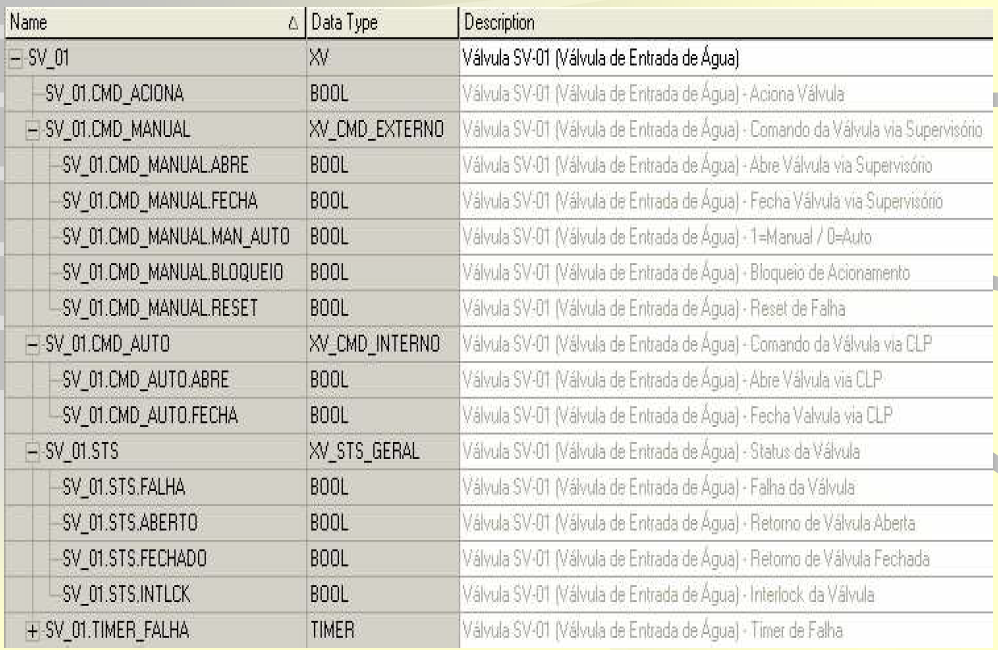 Name △ Data Type Description
SV_01 XV Válvula SV-01 (Válvula de Entrada de Água)
SV_01.CMD_ACIONA BOOL Válvula SV-01 (Válvula de Entrada de Água) - Aciona Válvula
SV_01.CMD_MANUAL XV_CMD_EXTERNO Válvula SV-01 (Válvula de Entrada de Água) - Comando da Válvula via Supervisório
SV_01.CMD_MANUAL.ABRE BOOL Válvula SV-01 (Válvula de Entrada de Água) - Abre Válvula via Supervisório
SV_01.CMD_MANUAL.FECHA BOOL Válvula SV-01 (Válvula de Entrada de Água) - Fecha Válvula via Supervisório
SV_01.CMD_MANUAL.MAN_AUTO BOOL Válvula SV-01 (Válvula de Entrada de Água) - 1=Manual / 0=Auto
SV_01.CMD_MANUAL.BLOQUEIO BOOL Válvula SV-01 (Válvula de Entrada de Água) - Bloqueio de Acionamento
SV_01.CMD_MANUAL.RESET BOOL Válvula SV-01 (Válvula de Entrada de Água) - Reset de Falha
SV_01.CMD_AUTO XV_CMD_INTERNO Válvula SV-01 (Válvula de Entrada de Água) - Comando da Válvula via CLP
SV_01.CMD_AUTO.ABRE BOOL Válvula SV-01 (Válvula de Entrada de Água) - Abre Válvula via CLP
SV_01.CMD_AUTO.FECHA BOOL Válvula SV-01 (Válvula de Entrada de Água) - Fecha Valvula via CLP
SV_01.STS XV_STS_GERAL Válvula SV-01 (Válvula de Entrada de Água) - Status da Válvula
SV_01.STS.FALHA BOOL Válvula SV-01 (Válvula de Entrada de Água) - Falha da Válvula
SV_01.STS.ABERTO BOOL Válvula SV-01 (Válvula de Entrada de Água) - Retorno de Válvula Aberta
SV_01.STS.FECHADO BOOL Válvula SV-01 (Válvula de Entrada de Água) - Retorno de Válvula Fechada
SV_01.STS.INTLCK BOOL Válvula SV-01 (Válvula de Entrada de Água) - Interlock da Válvula
SV_01.TIMER_FALHA TIMER Válvula SV-01 (Válvula de Entrada de Água) - Timer de Falha